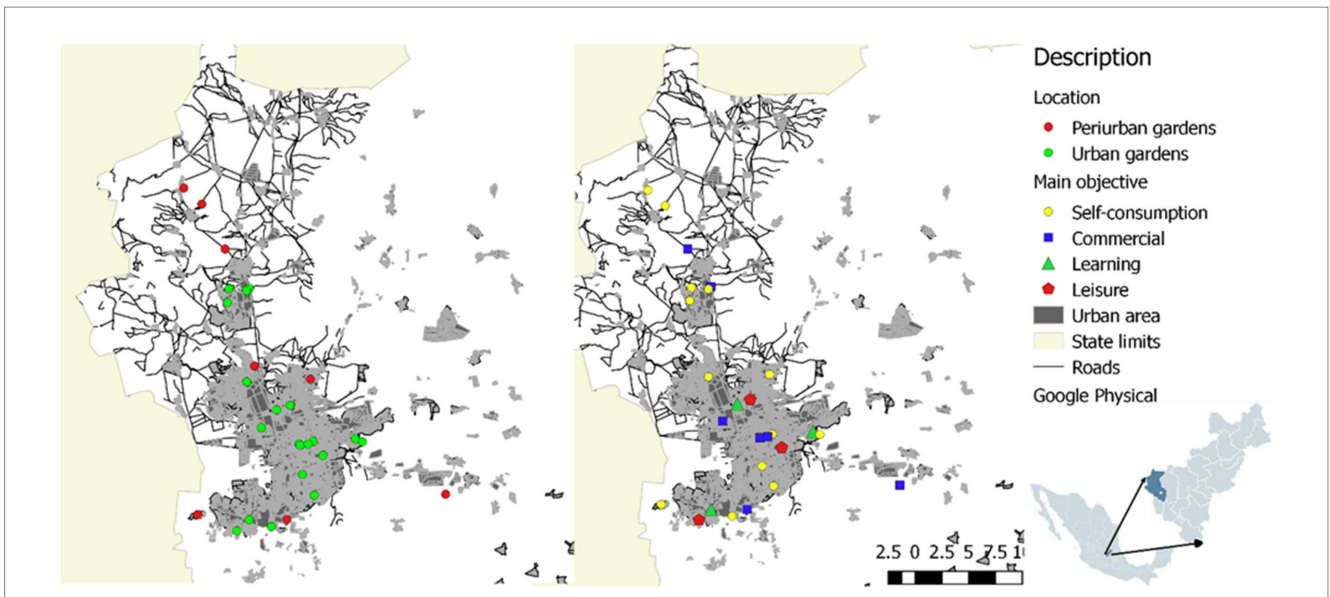 Description
Location
Periurban gardens
Urban gardens
Main objective
Self-consumption
Commercial
Learning
Leisure
Urban area
State limits
Roads
Google Physical
2.5 0 2.5 5 7.5